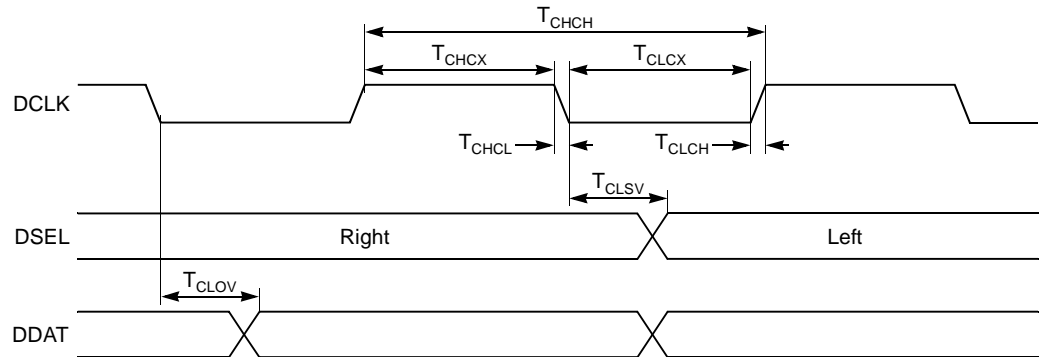 TCHCH
TCHCX TCLCX
DCLK
TCHCL TCLCH
TCLSV
DSEL Right Left
TCLOV
DDAT